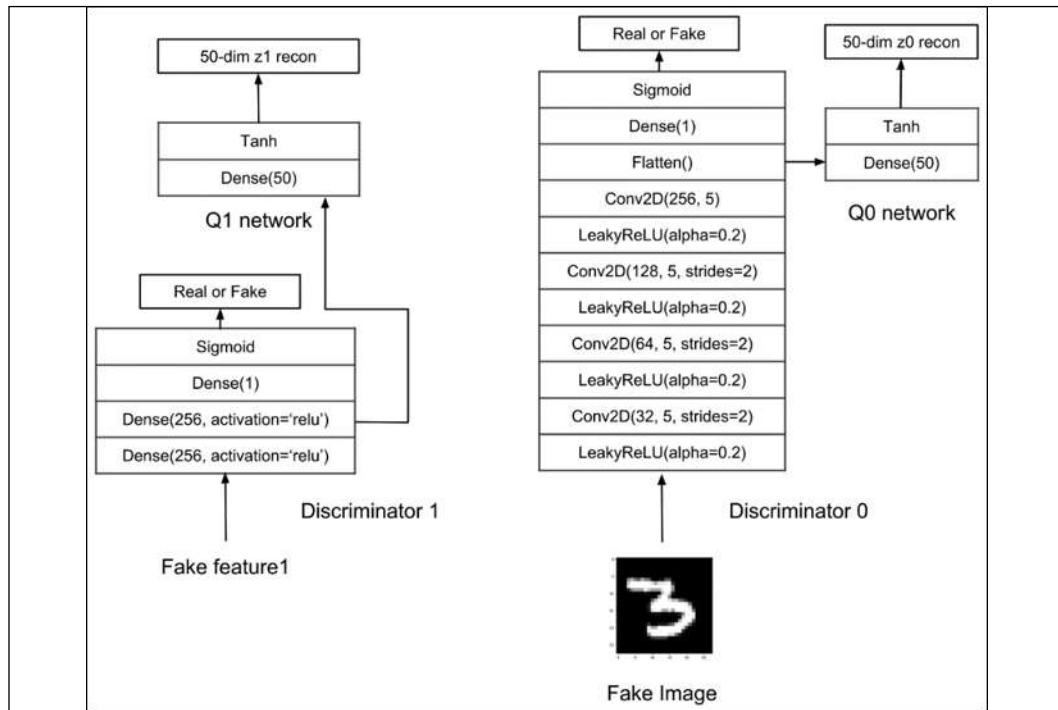 50-dim z1 recon
Tanh
Dense(50)
Q1 network
Real or Fake
Sigmoid
Dense(1)
Dense(256, activation=‘relu’)
Dense(256, activation=‘relu’)
Discriminator 1
Fake feature1
Real or Fake
Sigmoid
Dense(1)
Flatten()
Conv2D(256, 5)
LeakyReLU(alpha=0.2)
Conv2D(128, 5, strides=2)
LeakyReLU(alpha=0.2)
Conv2D(64, 5, strides=2)
LeakyReLU(alpha=0.2)
Conv2D(32, 5, strides=2)
LeakyReLU(alpha=0.2)
50-dim z0 recon
Tanh
Dense(50)
Q0 network
Discriminator 0
3
Fake Image